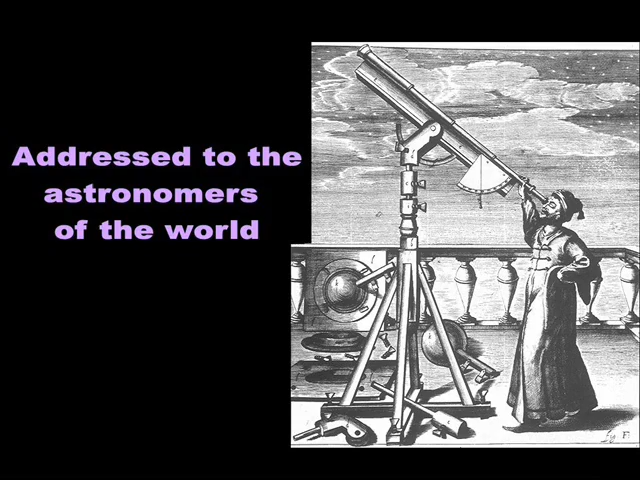 Addressed to the
astronomers
of the world